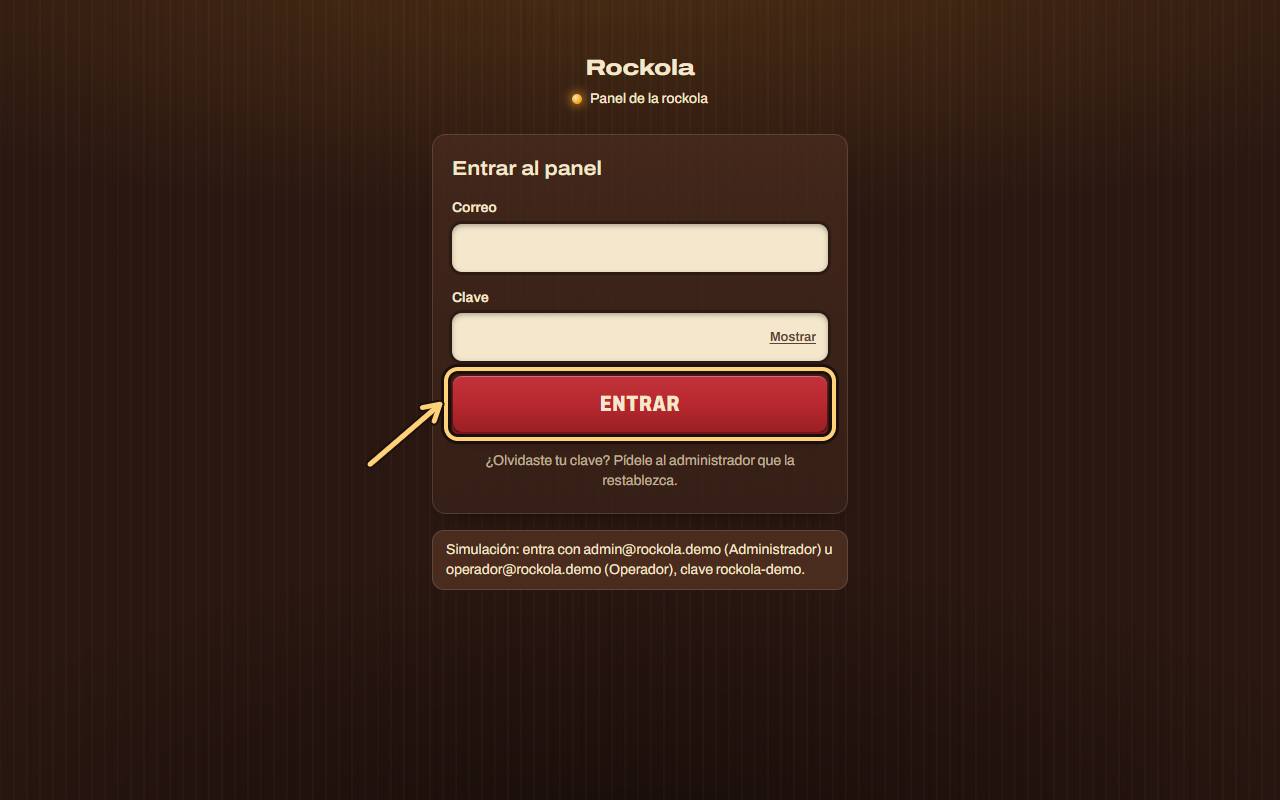 Rockola
Panel de la rockola
Entrar al panel
Correo
Clave
Mostrar
ENTRAR
¿Olvidaste tu clave? Pídele al administrador que la
restablezca.
Simulación: entra con admin@rockola.demo (Administrador) u
operador@rockola.demo (Operador), clave rockola-demo.